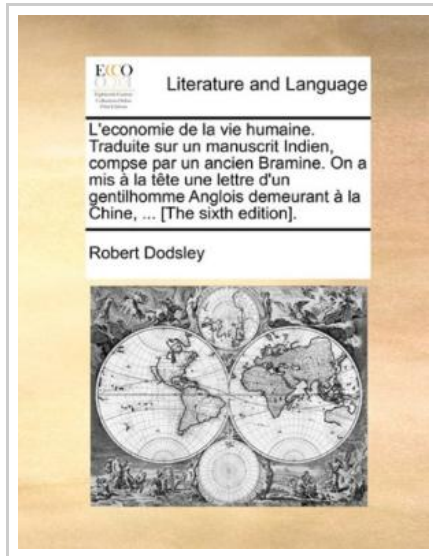 ECCO
Literature and Language
L'economie de la vie humaine.
Traduite sur un manuscrit Indien,
compse par un ancien Bramine. On a
mis à la tête une lettre d'un
gentilhomme Anglois demeurant à la
Chine, ... [The sixth edition].
Robert Dodsley